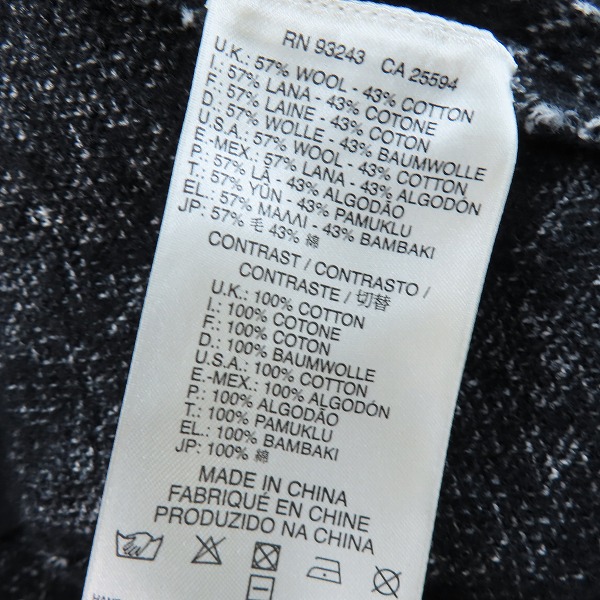 RN 93243 CA 25594
U.K.: 57% WOOL - 43% COTTON
I.: 57% LANA - 43% COTONE
F.: 57% LAINE - 43% COTON
D.: 57% WOLLE - 43% BAUMWOLLE
U.S.A.: 57% WOOL - 43% COTTON
E.-MEX.: 57% LANA - 43% ALGODÓN
P.: 57% LÃ - 43% ALGODÃO
T.: 57% YÜN - 43% PAMUKLU
EL.: 57% ΜΑΛΛΙ - 43% BAMBAKI
JP: 57% 毛 43% 綿
CONTRAST / CONTRASTO /
CONTRASTE / 切替
U.K.: 100% COTTON
I.: 100% COTONE
F.: 100% COTON
D.: 100% BAUMWOLLE
U.S.A.: 100% COTTON
E.-MEX.: 100% ALGODÓN
P.: 100% ALGODÃO
T.: 100% PAMUKLU
EL.: 100% BAMBAKI
JP: 100% 綿
MADE IN CHINA
FABRIQUÉ EN CHINE
PRODUZIDO NA CHINA